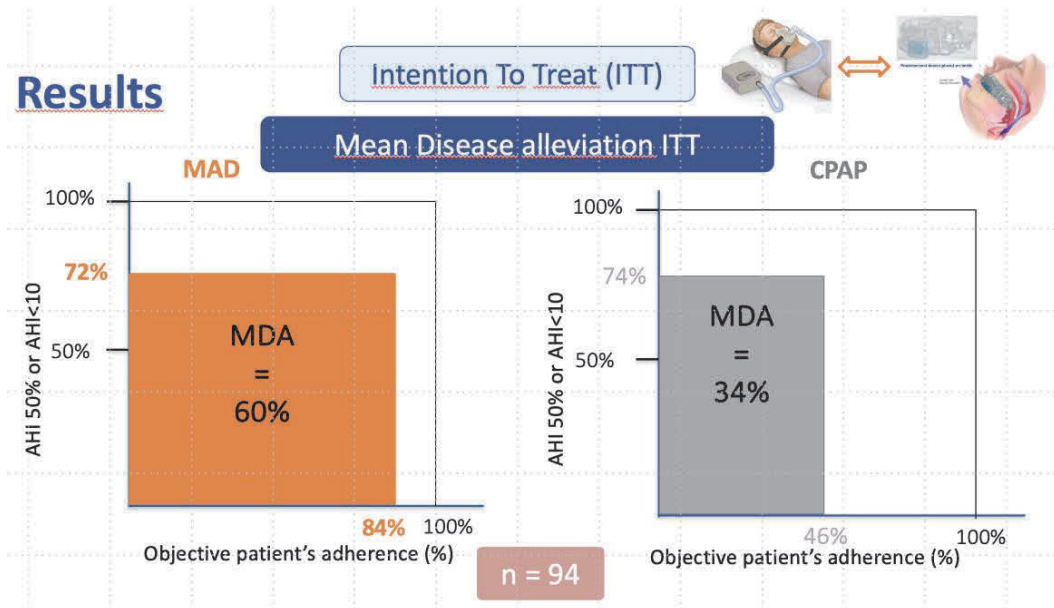 Intention To Treat (ITT)
Results
Mean Disease alleviation ITT
MAD
100%
72%
50%
AHI 50% or AHI<10
MDA
=
60%
84%
100%
Objective patient's adherence (%)
CPAP
100%
74%
50%
AHI 50% or AHI<10
MDA
=
34%
46%
100%
Objective patient's adherence (%)
n = 94